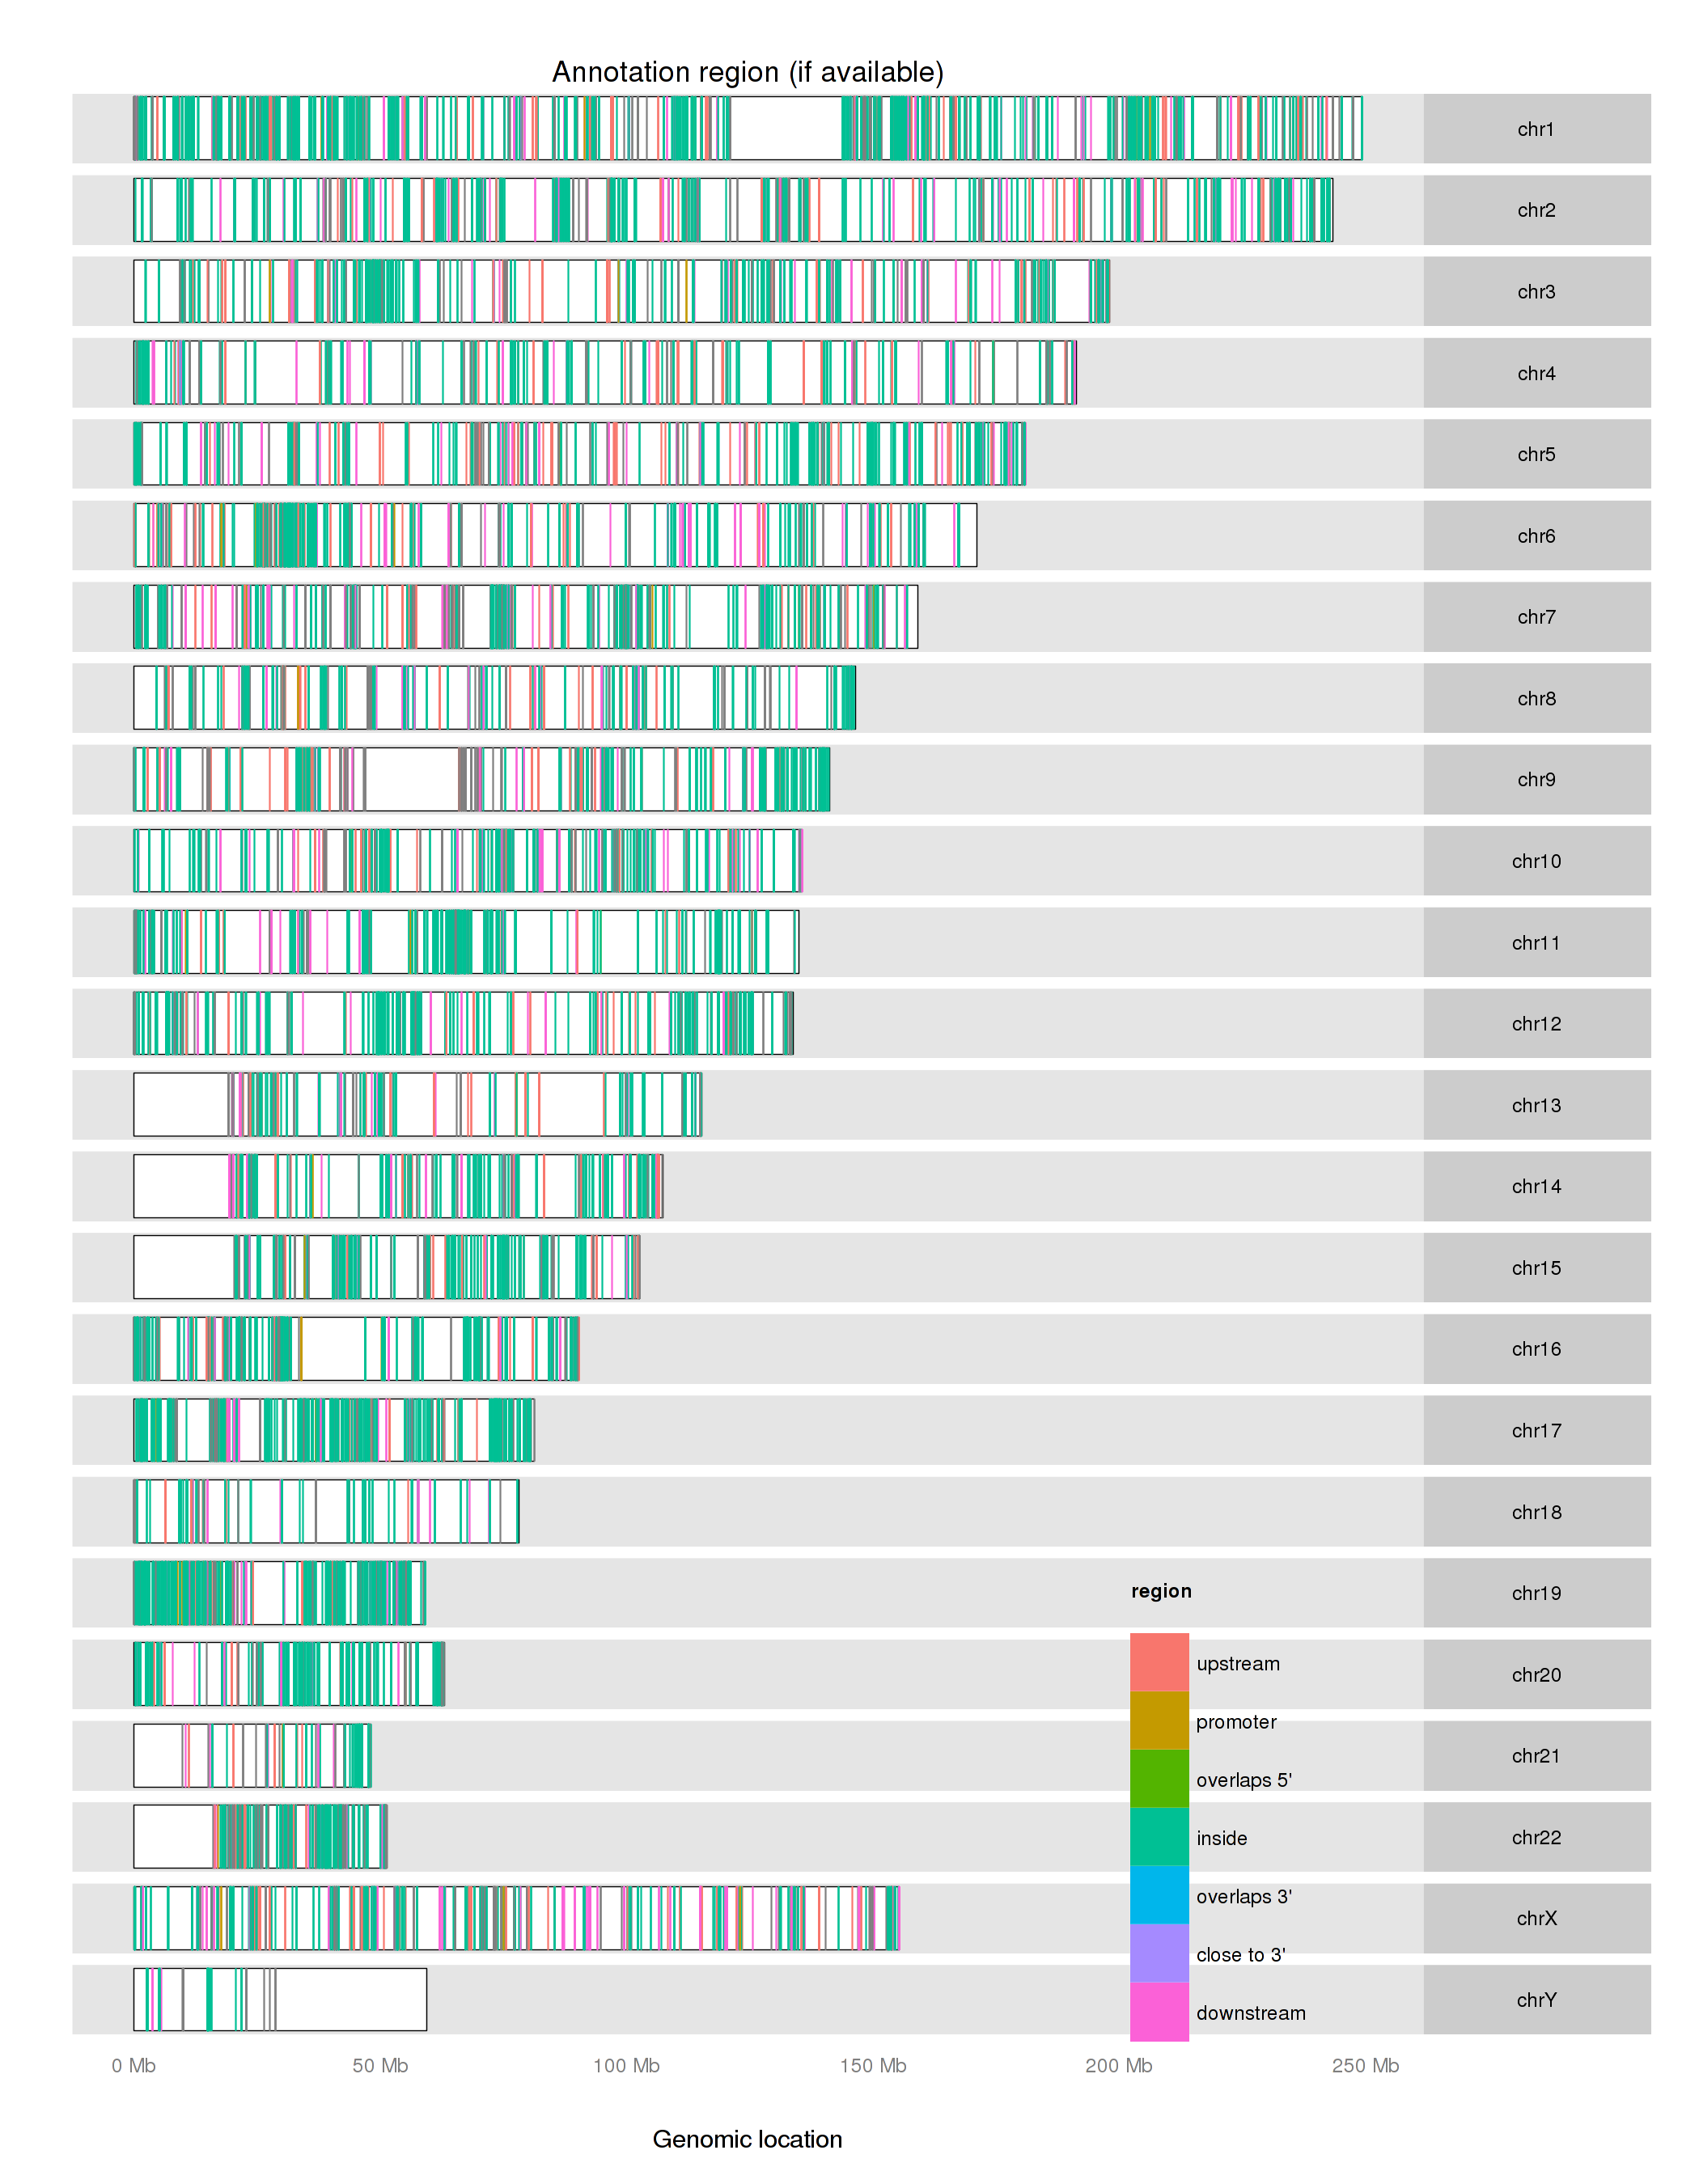 Annotation region (if available)
chr1
chr2
chr3
chr4
chr5
chr6
chr7
chr8
chr9
chr10
chr11
chr12
chr13
chr14
chr15
chr16
chr17
chr18
chr19
chr20
chr21
chr22
chrX
chrY
region
upstream
promoter
overlaps 5'
inside
overlaps 3'
close to 3'
downstream
0 Mb 50 Mb 100 Mb 150 Mb 200 Mb 250 Mb
Genomic location